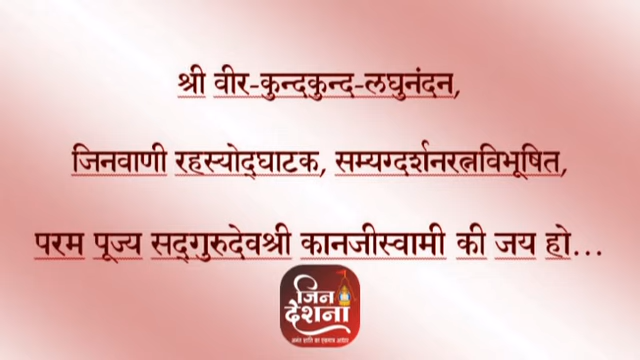 श्री वीर-कुन्दकुन्द-लघुनंदन,
जिनवाणी रहस्योद्घाटक, सम्यग्दर्शनरत्नविभूषित,
परम पूज्य सद्गुरुदेवश्री कानजीस्वामी की जय हो...
जिन
देशना